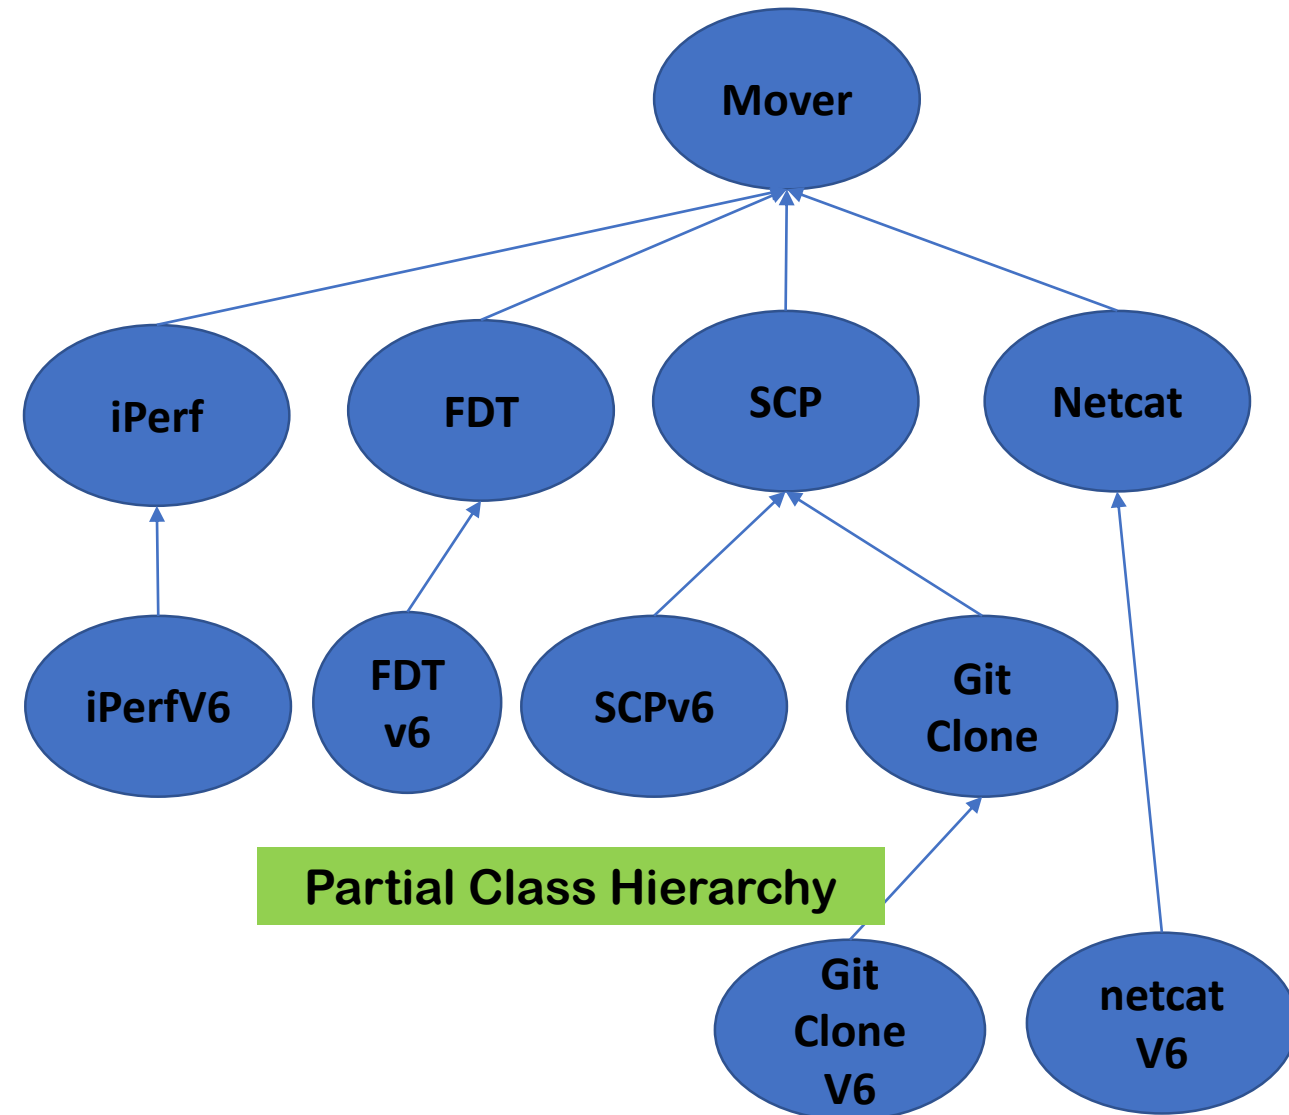 Mover
iPerf
FDT
SCP
Netcat
iPerfV6
FDT
v6
SCPv6
Git
Clone
Partial Class Hierarchy
Git
Clone
V6
netcat
V6